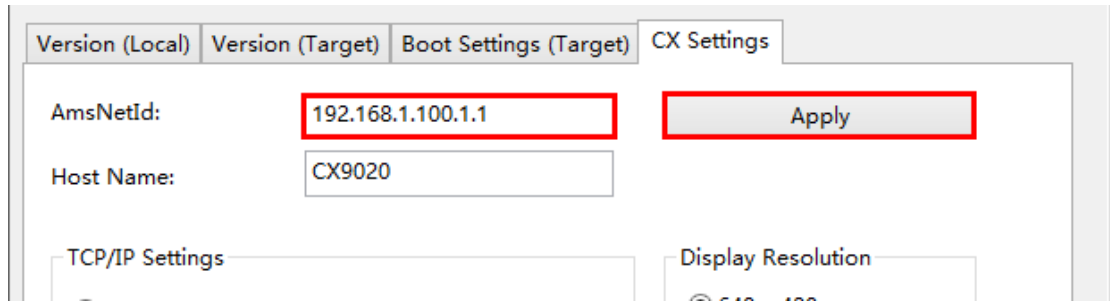 Version (Local) Version (Target) Boot Settings (Target) CX Settings
AmsNetId: 192.168.1.100.1.1 Apply
Host Name: CX9020
TCP/IP Settings Display Resolution